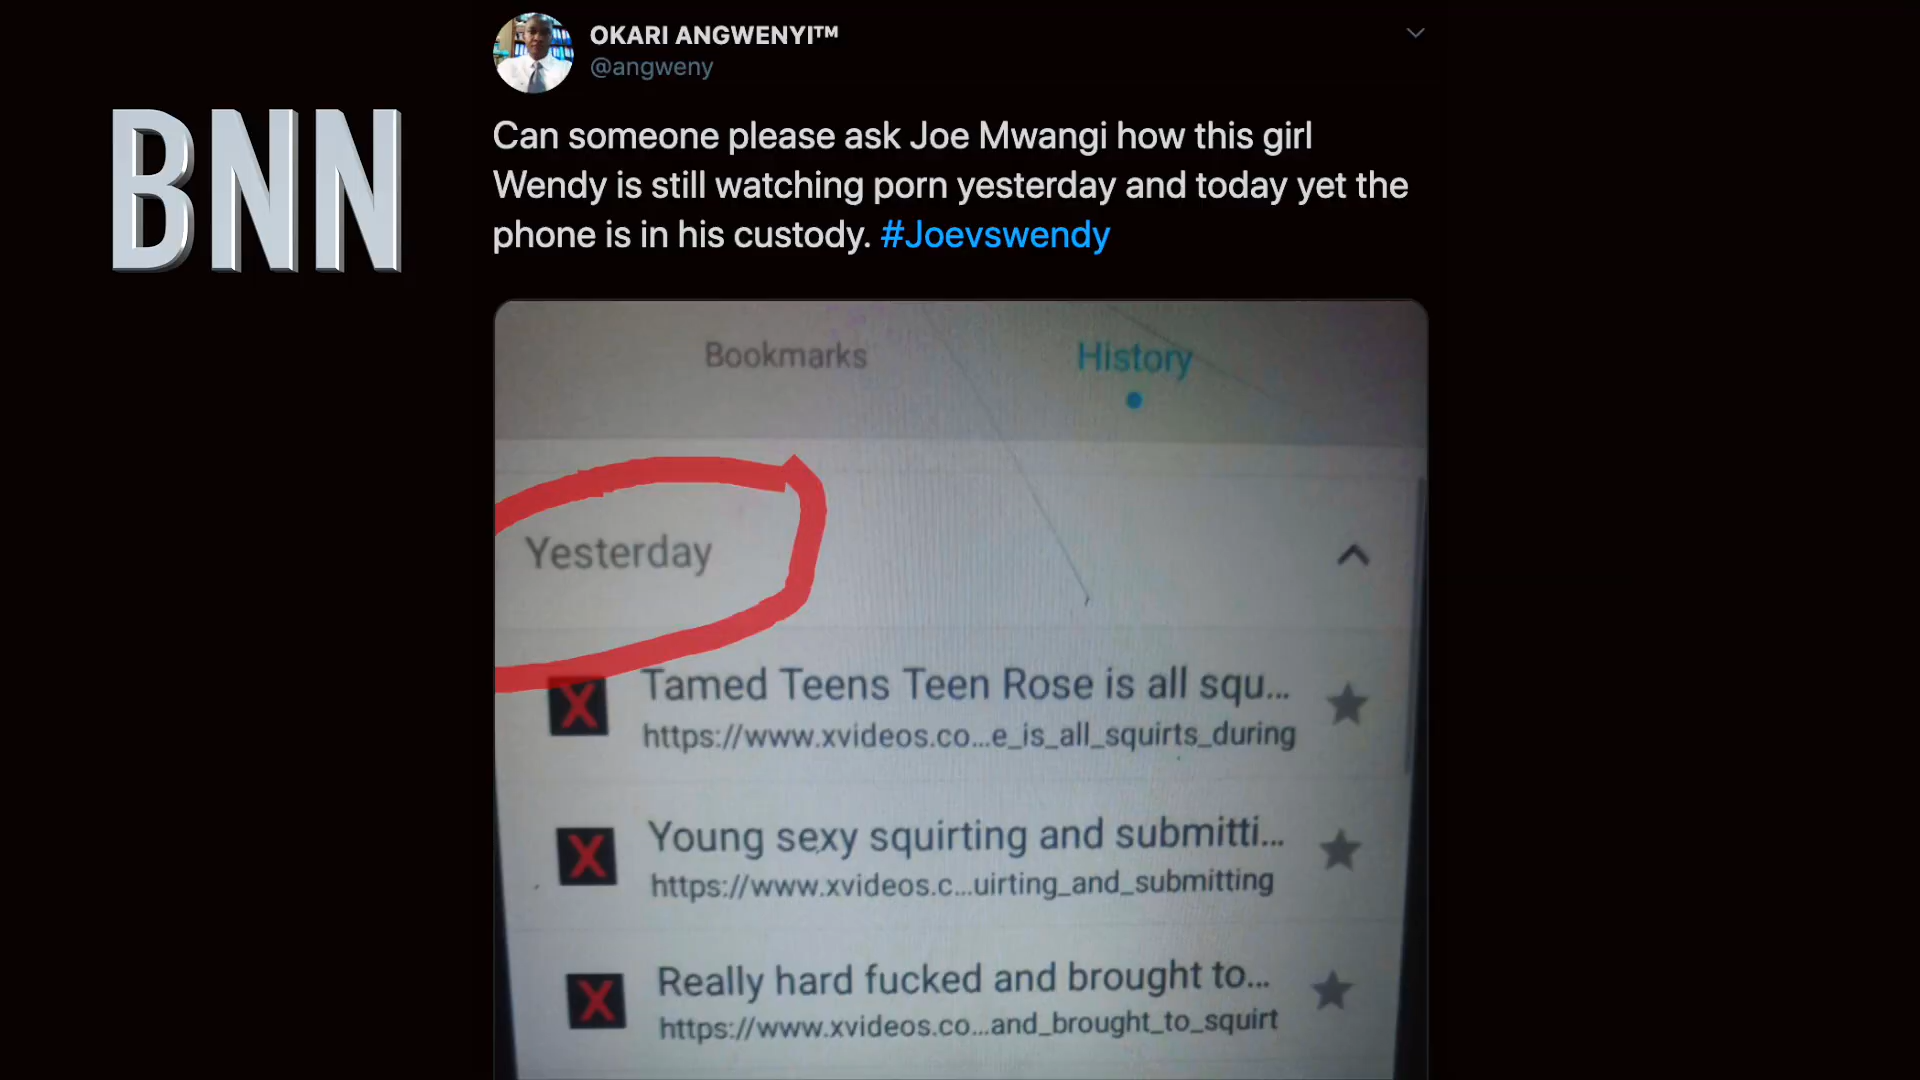 BNN
OKARI ANGWENYI™
@angweny
Can someone please ask Joe Mwangi how this girl
Wendy is still watching porn yesterday and today yet the
phone is in his custody. #Joevswendy
Bookmarks
History
Yesterday
X
Tamed Teens Teen Rose is all squ...
https://www.xvideos.co...e_is_all_squirts_during
X
Young sexy squirting and submitti...
https://www.xvideos.c...uirting_and_submitting
X
Really hard fucked and brought to...
https://www.xvideos.co...and_brought_to_squirt